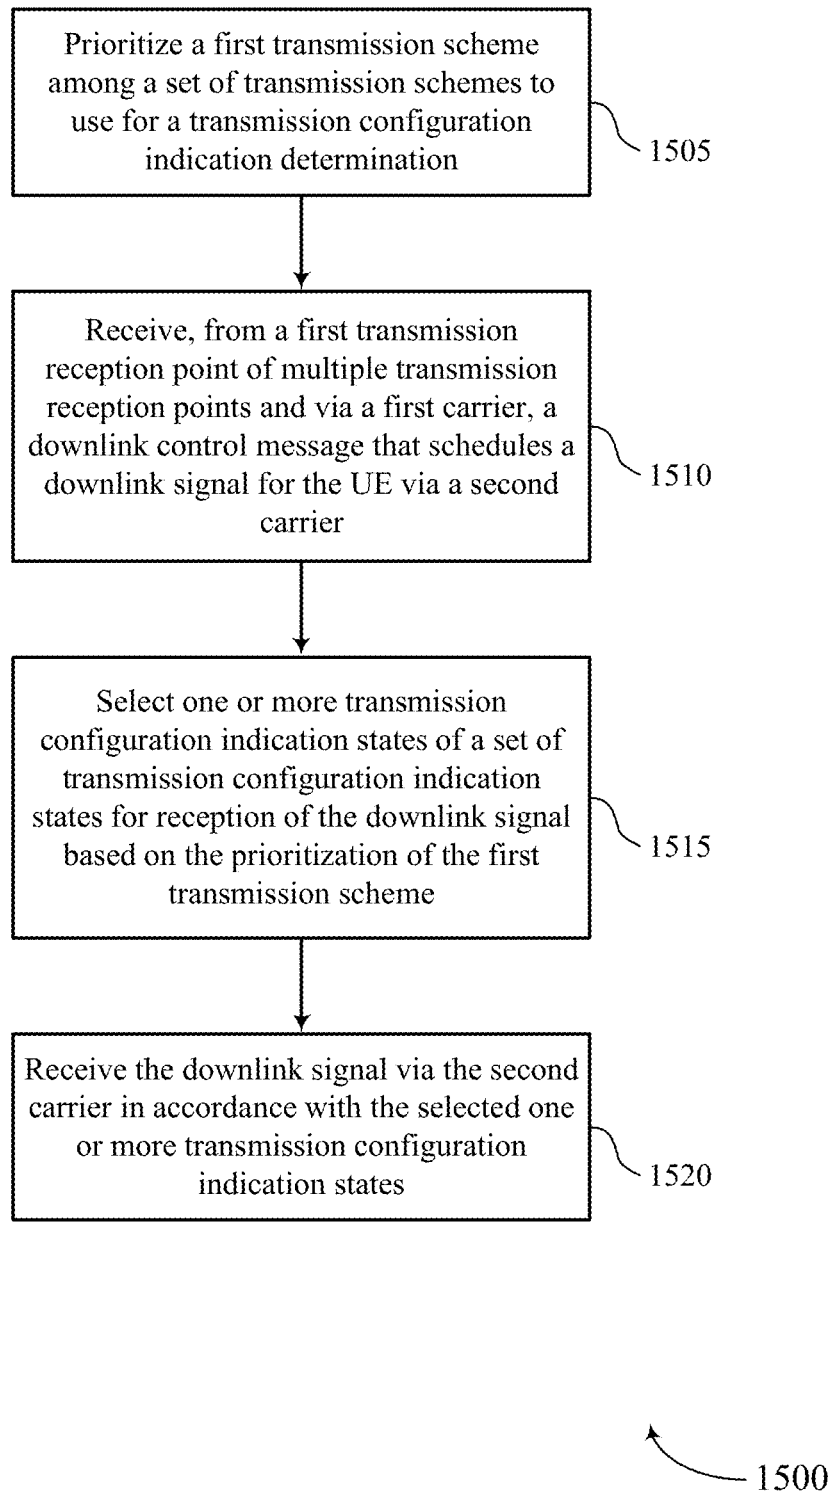 Prioritize a first transmission scheme
among a set of transmission schemes to
use for a transmission configuration
indication determination
1505
Receive, from a first transmission
reception point of multiple transmission
reception points and via a first carrier, a
downlink control message that schedules a
downlink signal for the UE via a second
carrier
1510
Select one or more transmission
configuration indication states of a set of
transmission configuration indication
states for reception of the downlink signal
based on the prioritization of the first
transmission scheme
1515
Receive the downlink signal via the second
carrier in accordance with the selected one
or more transmission configuration
indication states
1520
1500